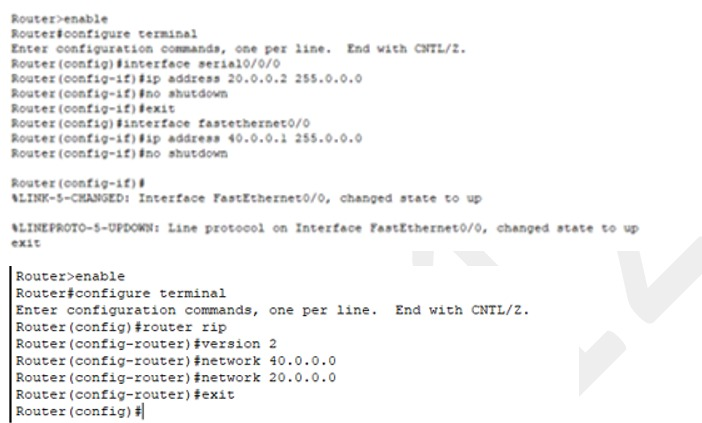 Router>enable
Router#configure terminal
Enter configuration commands, one per line.  End with CNTL/Z.
Router(config)#interface serial0/0/0
Router(config-if)#ip address 20.0.0.2 255.0.0.0
Router(config-if)#no shutdown
Router(config-if)#exit
Router(config)#interface fastethernet0/0
Router(config-if)#ip address 40.0.0.1 255.0.0.0
Router(config-if)#no shutdown
Router(config-if)#
%LINK-5-CHANGED: Interface FastEthernet0/0, changed state to up
%LINEPROTO-5-UPDOWN: Line protocol on Interface FastEthernet0/0, changed state to up
exit
Router>enable
Router#configure terminal
Enter configuration commands, one per line.  End with CNTL/Z.
Router(config)#router rip
Router(config-router)#version 2
Router(config-router)#network 40.0.0.0
Router(config-router)#network 20.0.0.0
Router(config-router)#exit
Router(config)#